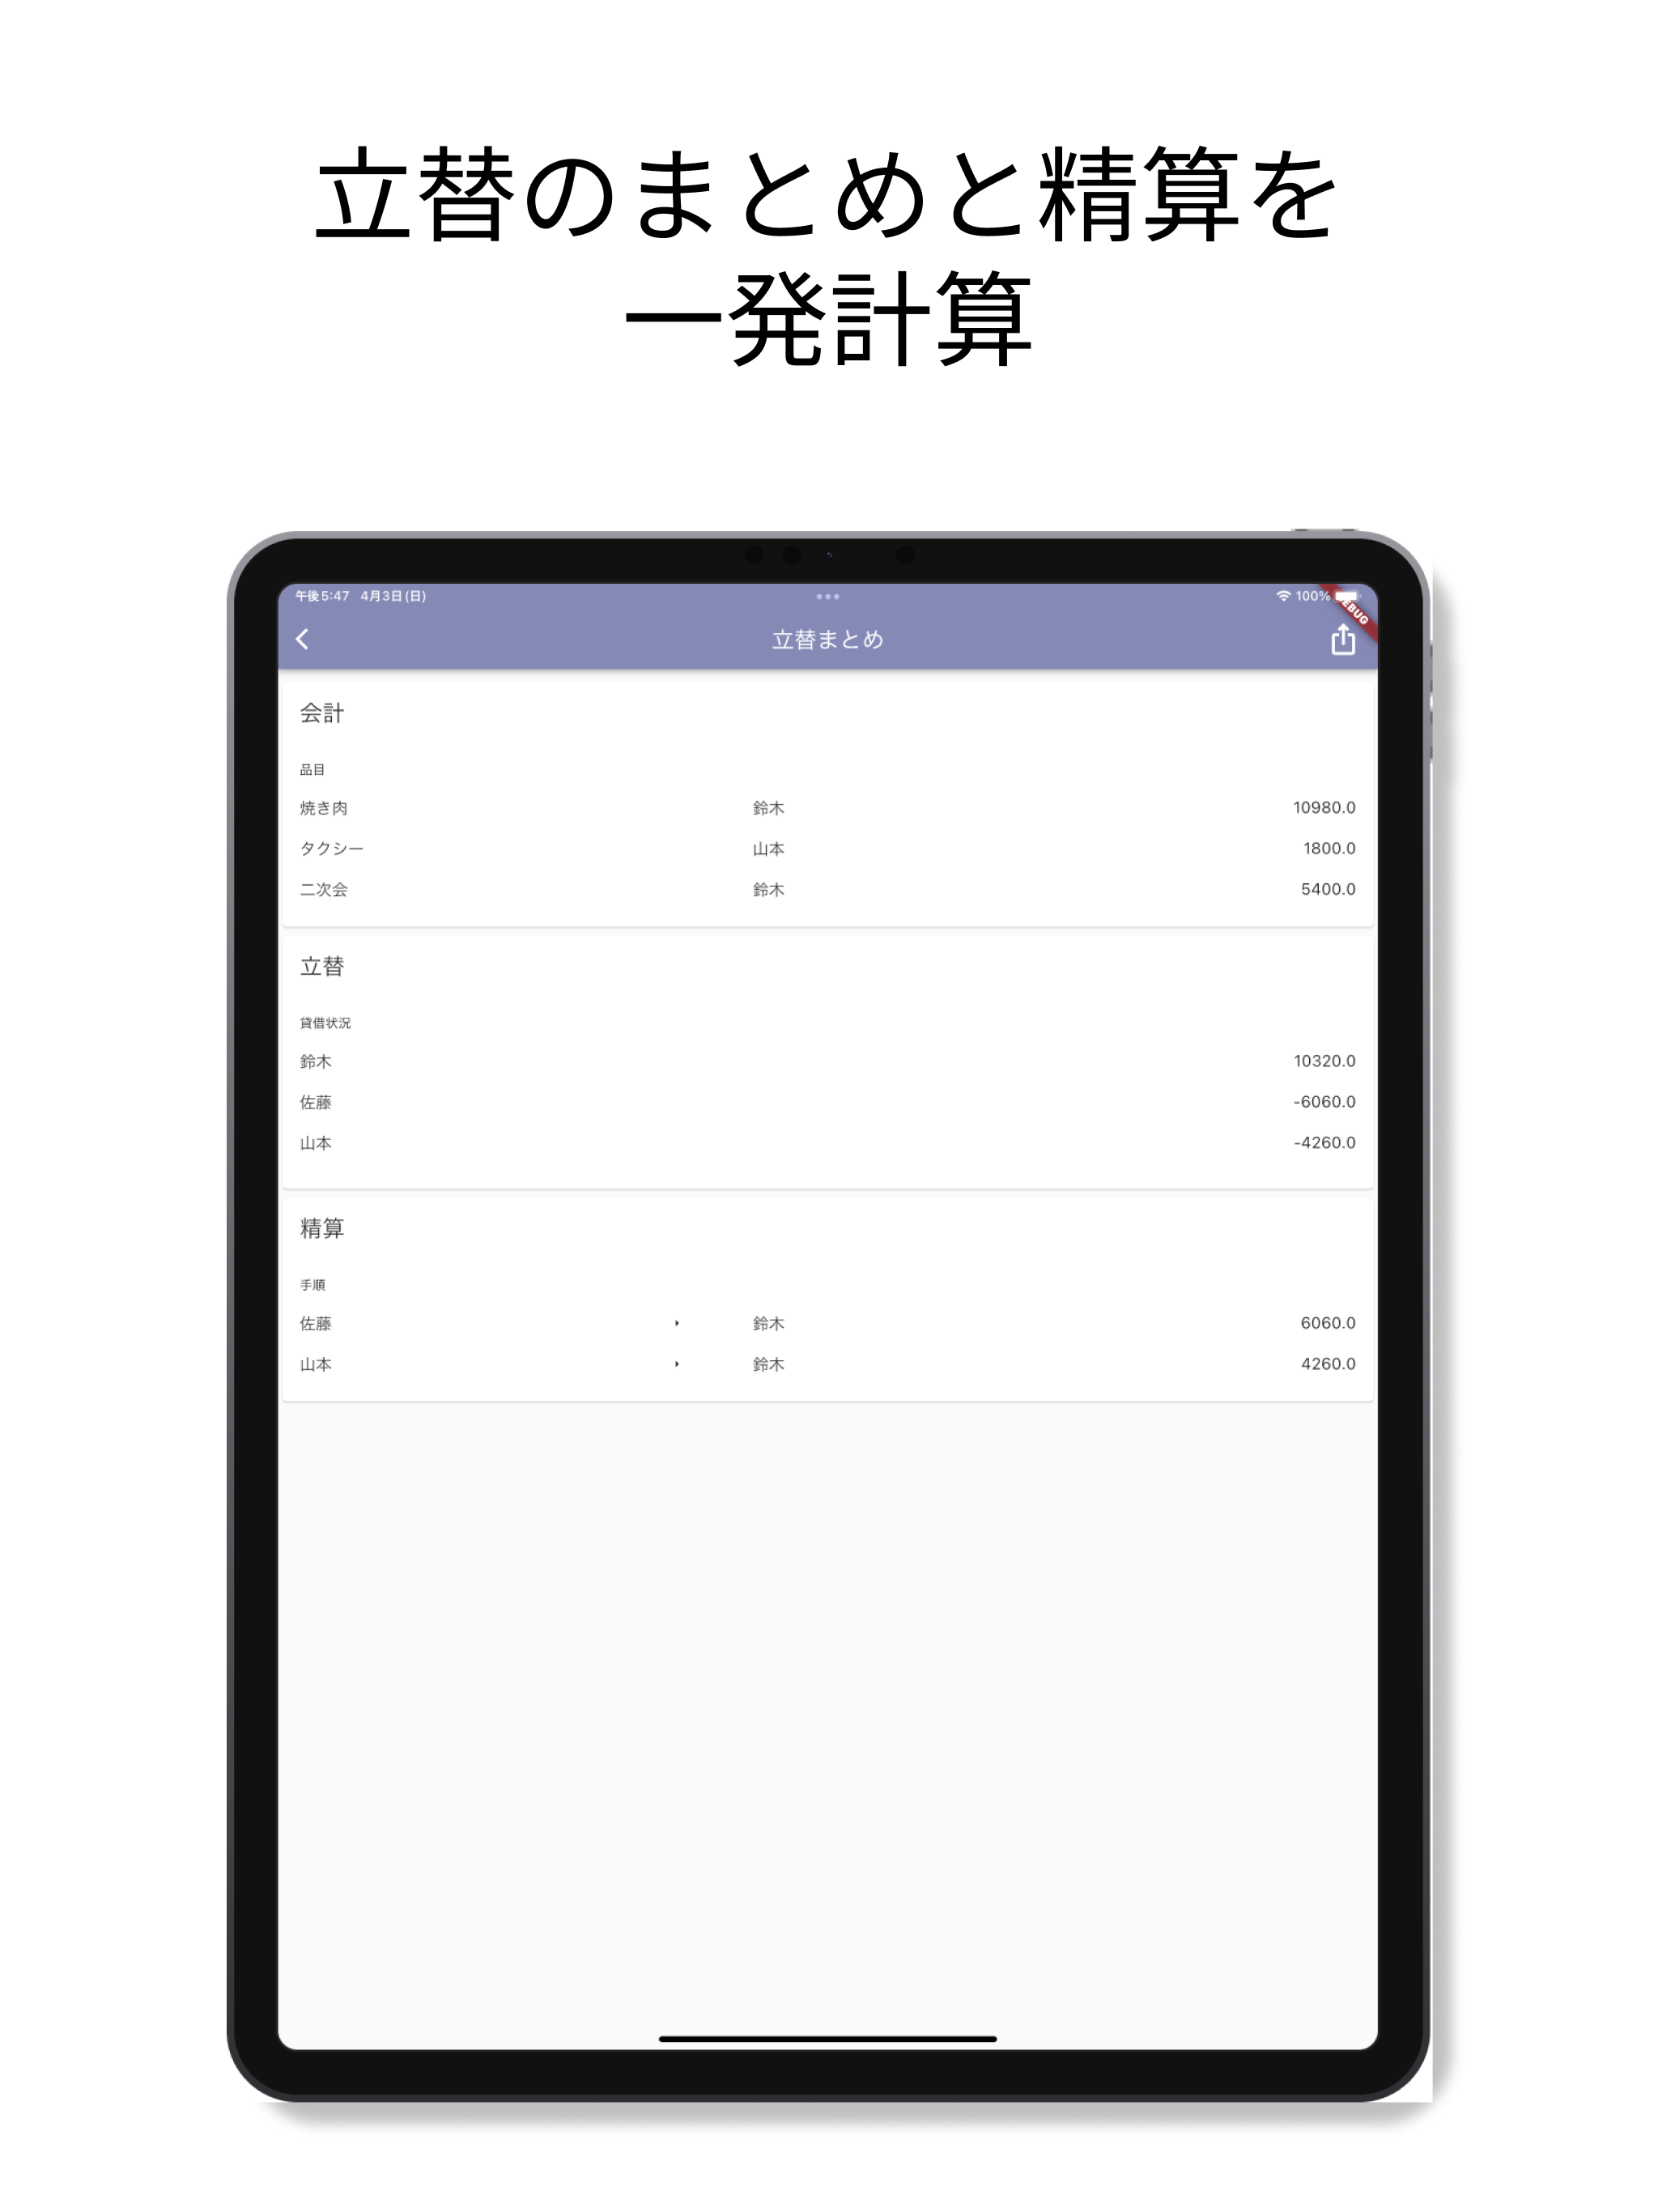 立替のまとめと精算を
一発計算
午後5:47 4月3日(日)
100%
立替まとめ
会計
品目
焼き肉 鈴木 10980.0
タクシー 山本 1800.0
二次会 鈴木 5400.0
立替
貸借状況
鈴木 10320.0
佐藤 -6060.0
山本 -4260.0
精算
手順
佐藤 鈴木 6060.0
山本 鈴木 4260.0